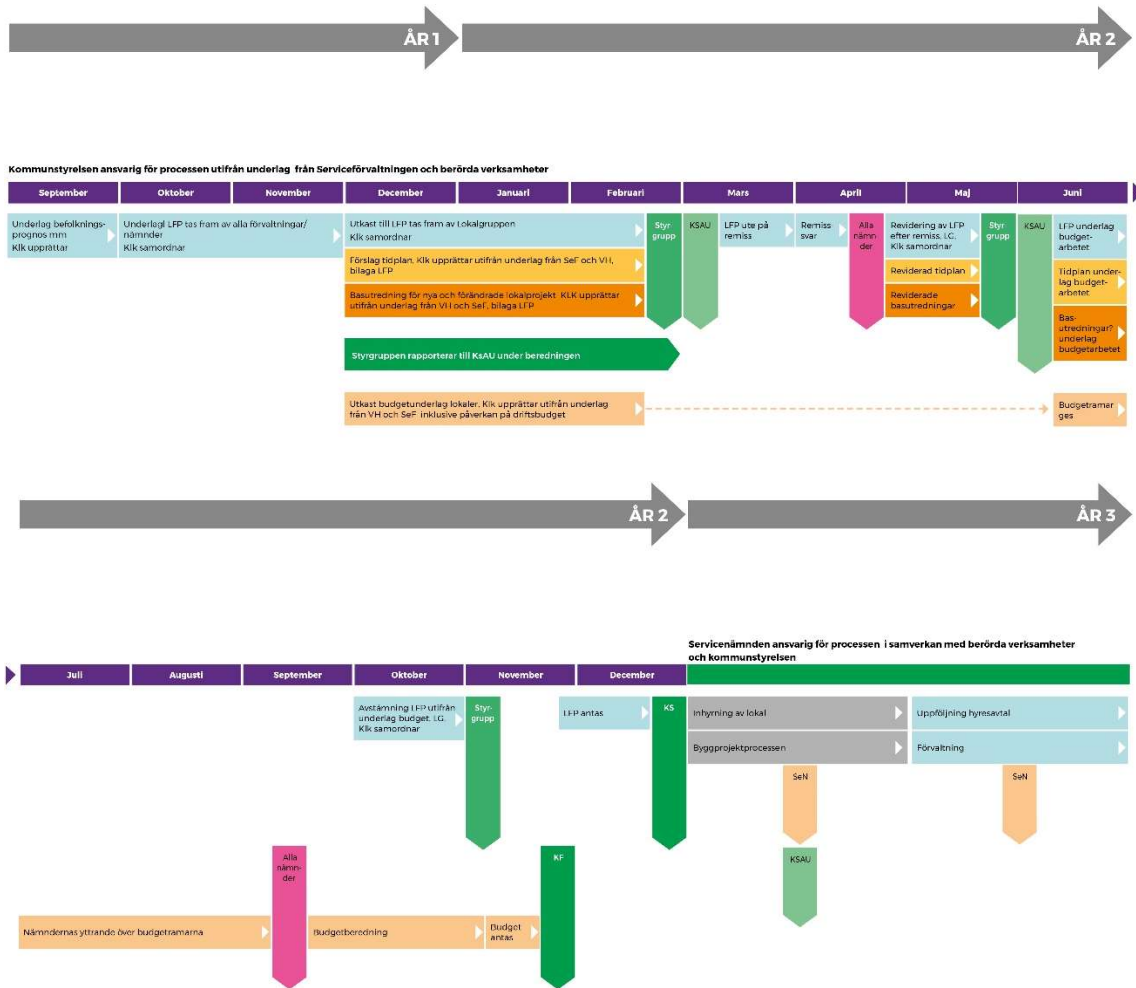 ÅR 1
ÅR 2
Kommunstyrelsen ansvarig för processen utifrån underlag från Serviceförvaltningen och berörda verksamheter
September
Oktober
November
December
Januari
Februari
Mars
April
Maj
Juni
Underlag befolknings-
prognos mm
Klk upprättar
Underlagl LFP tas fram av alla förvaltningar/
nämnder
Klk samordnar
Utkast till LFP tas fram av Lokalgruppen
Klk samordnar
Styr-
grupp
KSAU
LFP ute på
remiss
Remiss
svar
Alla
nämn-
der
Revidering av LFP
efter remiss, LG,
Klk samordnar
Styr
grupp
KSAU
LFP underlag
budget-
arbetet
Förslag tidplan, Klk upprättar utifrån underlag från SeF och VH,
bilaga LFP
Reviderad tidplan
Tidplan under-
lag budget-
arbetet
Basutredning för nya och förändrade lokalprojekt KLK upprättar
utifrån underlag från VH och SeF, bilaga LFP
Reviderade
basutredningar
Bas-
utredningar?
underlag
budgetarbetet
Styrgruppen rapporterar till KsAU under beredningen
Utkast budgetunderlag lokaler, Klk upprättar utifrån underlag
från VH och SeF inklusive påverkan på driftsbudget
Budgetramar
ges
ÅR 2
ÅR 3
Servicenämnden ansvarig för processen i samverkan med berörda verksamheter
och kommunstyrelsen
Juli
Augusti
September
Oktober
November
December
Avstämning LFP utifrån
underlag budget, LG,
Klk samordnar
Styr-
grupp
LFP antas
KS
Inhyrning av lokal
Uppföljning hyresavtal
Byggprojektprocessen
Förvaltning
SeN
SeN
KSAU
Alla
nämn-
der
KF
Nämndernas yttrande över budgetramarna
Budgetberedning
Budget
antas